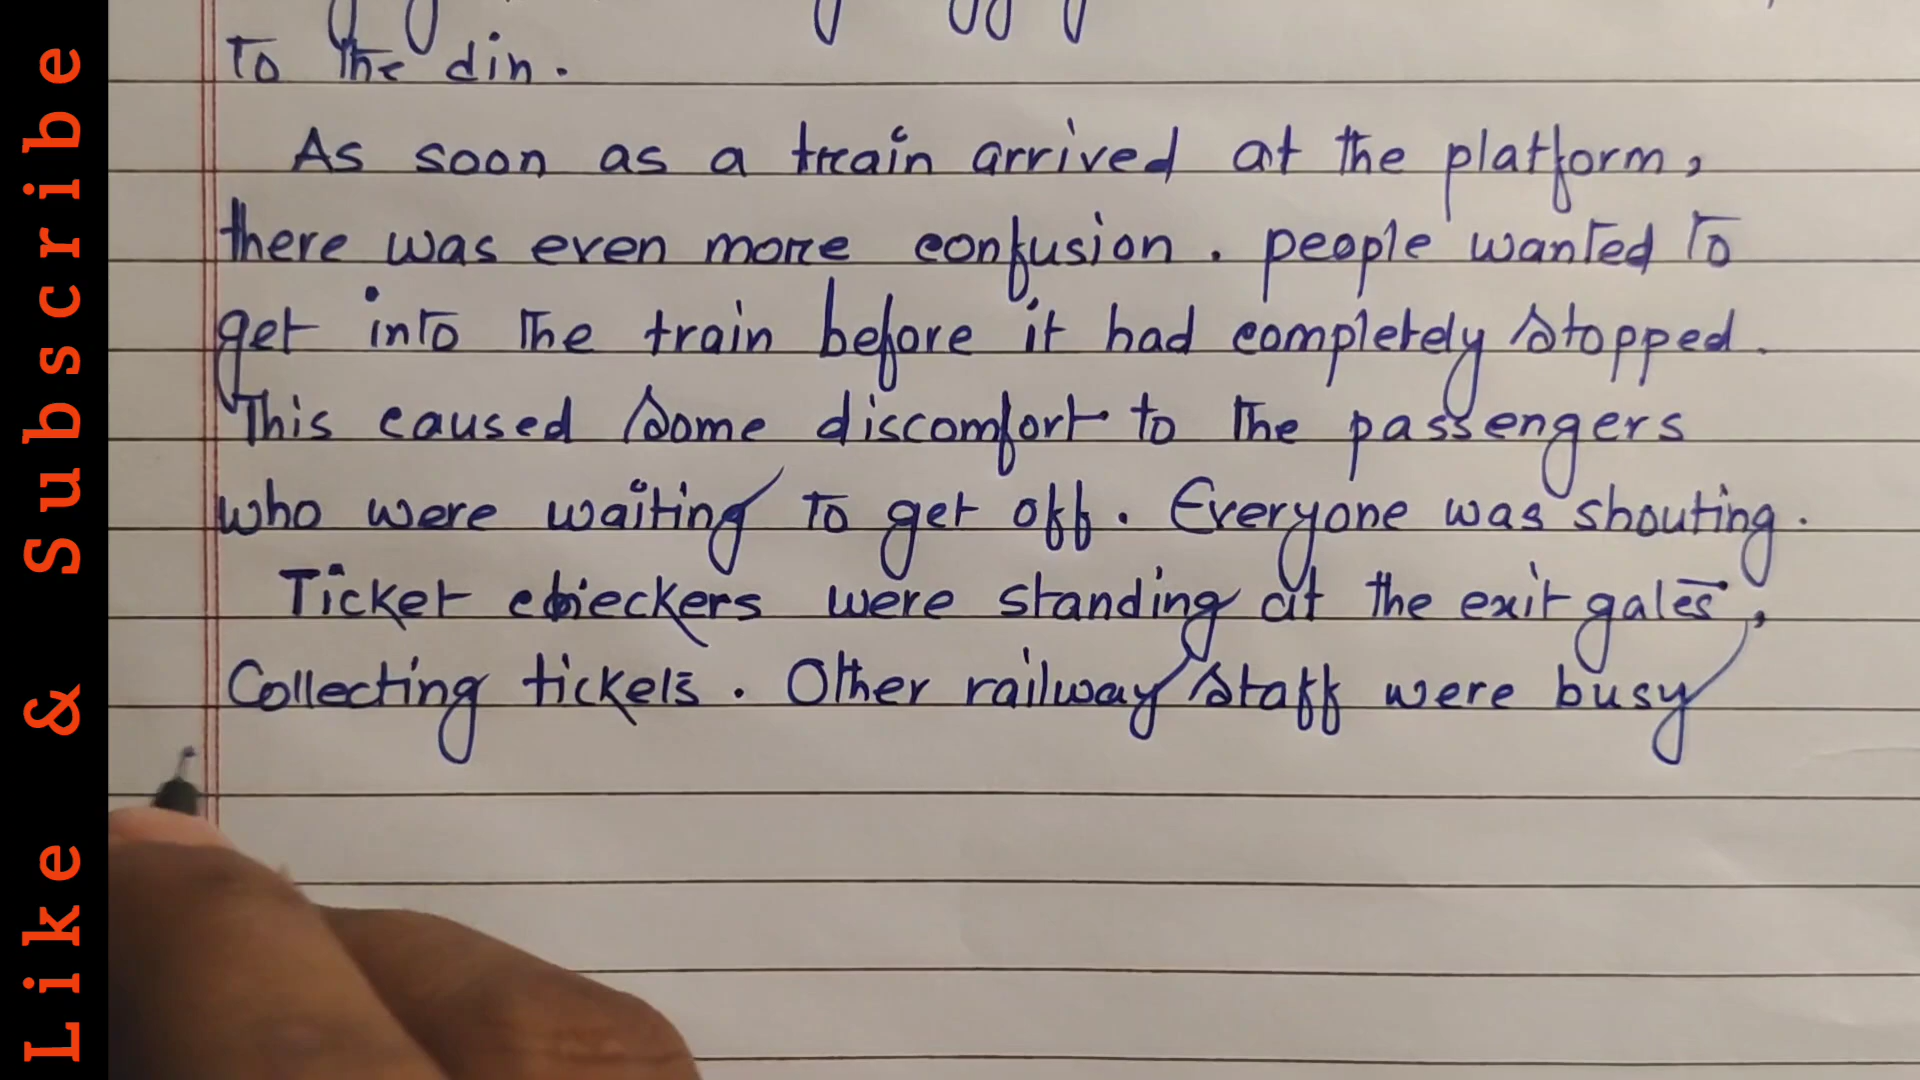 Like & Subscribe
to the din.
As soon as a train arrived at the platform,
there was even more confusion. people wanted to
get into the train before it had completely stopped.
This caused some discomfort to the passengers
who were waiting to get off. Everyone was shouting.
Ticket checkers were standing at the exit gates,
Collecting tickets. Other railway staff were busy